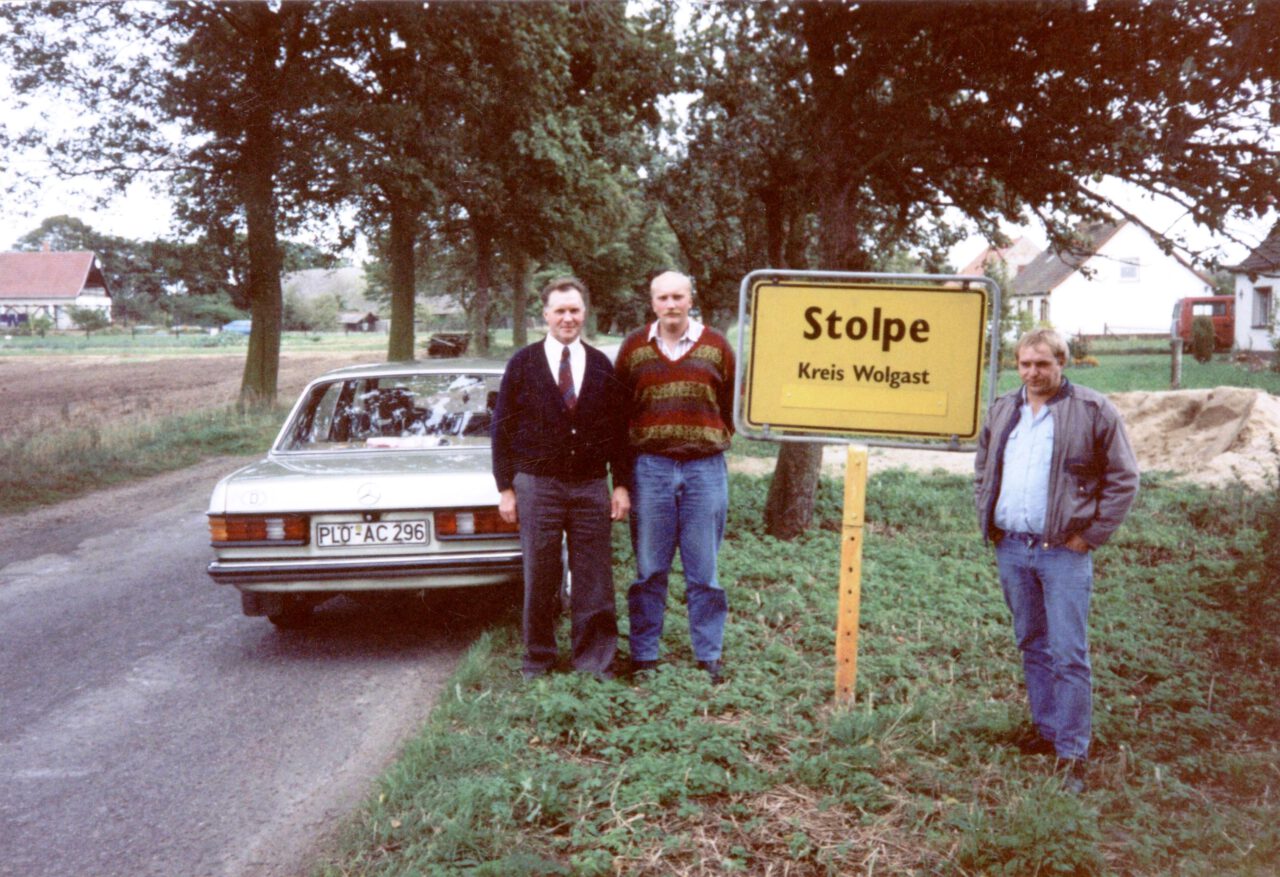 Stolpe
Kreis Wolgast
PLÖ-AC 296
D